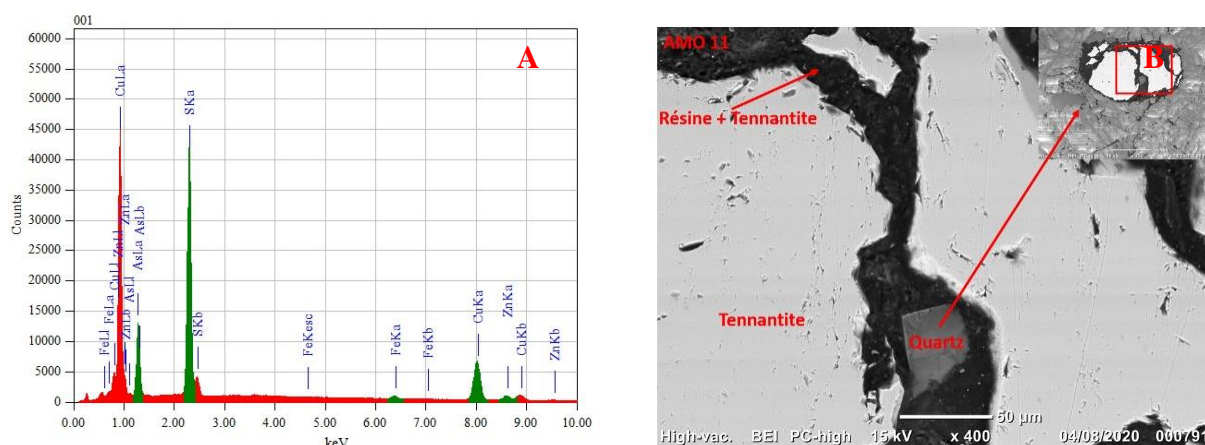 001
A
60000
55000
50000
45000
40000
35000
30000
25000
20000
15000
10000
5000
0
Counts
FeLl
FeLa
CuLl
CuLa
ZnLl
ZnLa
ZnLb
AsLl
AsLa
AsLb
SKa
SKb
FeKesc
FeKa
FeKb
CuKa
ZnKa
CuKb
ZnKb
0.00 1.00 2.00 3.00 4.00 5.00 6.00 7.00 8.00 9.00 10.00
keV
AMO 11
B
Résine + Tennantite
Tennantite
Quartz
50 µm
High-vac. BEI PC-high 15 kV x 400 04/08/2020 000791